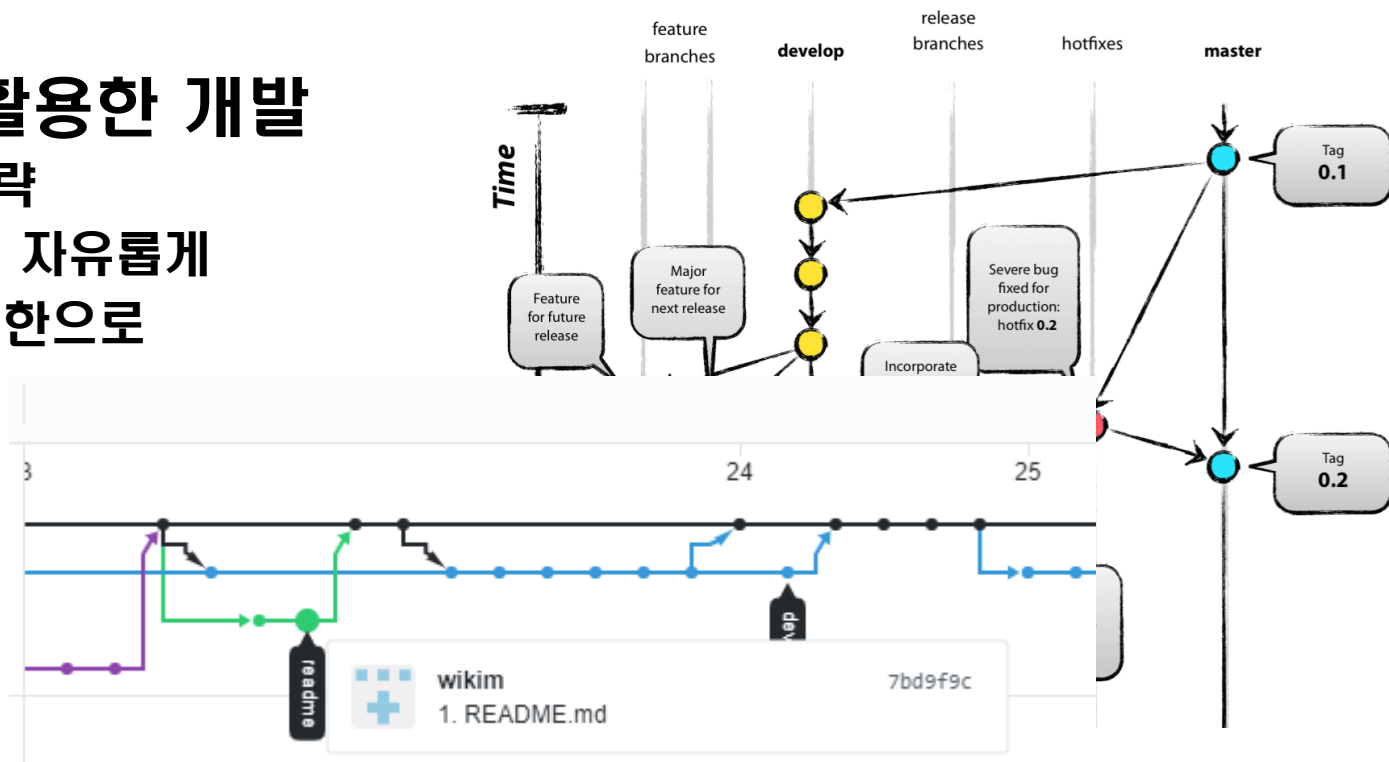 활용한 개발
략
자유롭게
한으로
feature
branches
develop
release
branches
hotfixes
master
Time
Tag
0.1
Major
feature for
next release
Severe bug
fixed for
production:
hotfix 0.2
Feature
for future
release
Incorporate
Tag
0.2
24
25
dev
readme
wikim
7bd9f9c
1. README.md